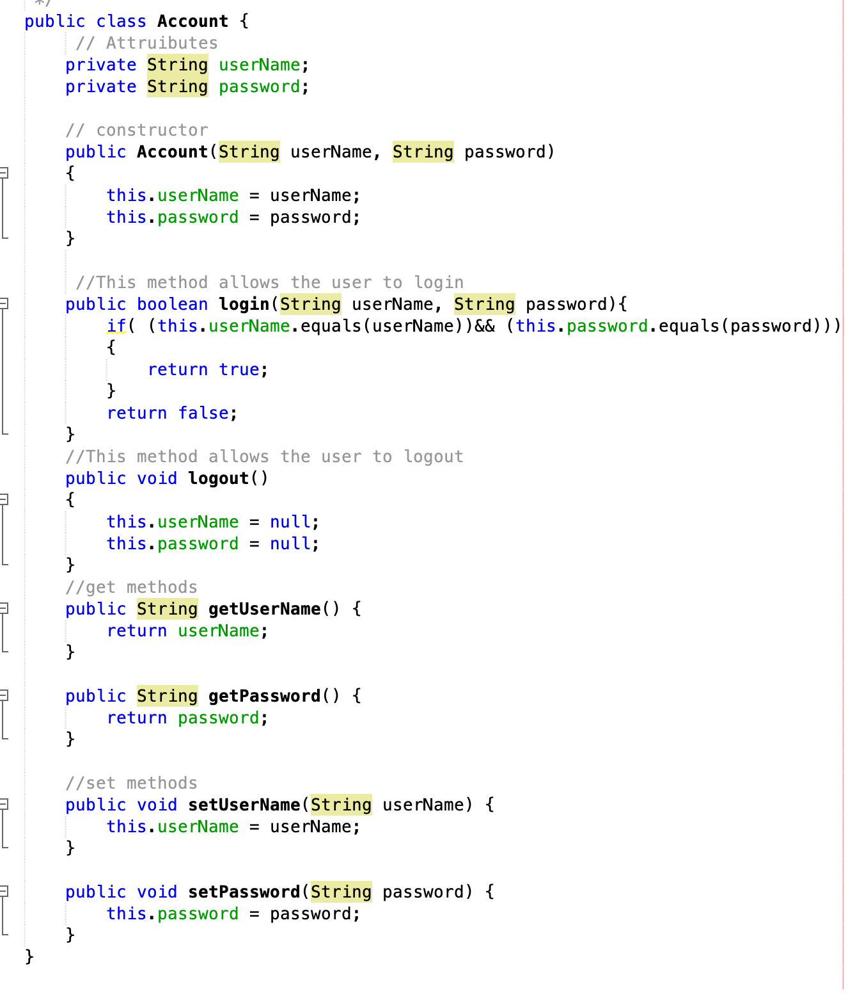 */
public class Account {
// Attruibutes
private String userName;
private String password;
// constructor
public Account(String userName, String password)
{
this.userName = userName;
this.password = password;
}
//This method allows the user to login
public boolean login(String userName, String password){
if( (this.userName.equals(userName))&& (this.password.equals(password)))
{
return true;
}
return false;
}
//This method allows the user to logout
public void logout()
{
this.userName = null;
this.password = null;
}
//get methods
public String getUserName() {
return userName;
}
public String getPassword() {
return password;
}
//set methods
public void setUserName(String userName) {
this.userName = userName;
}
public void setPassword(String password) {
this.password = password;
}
}